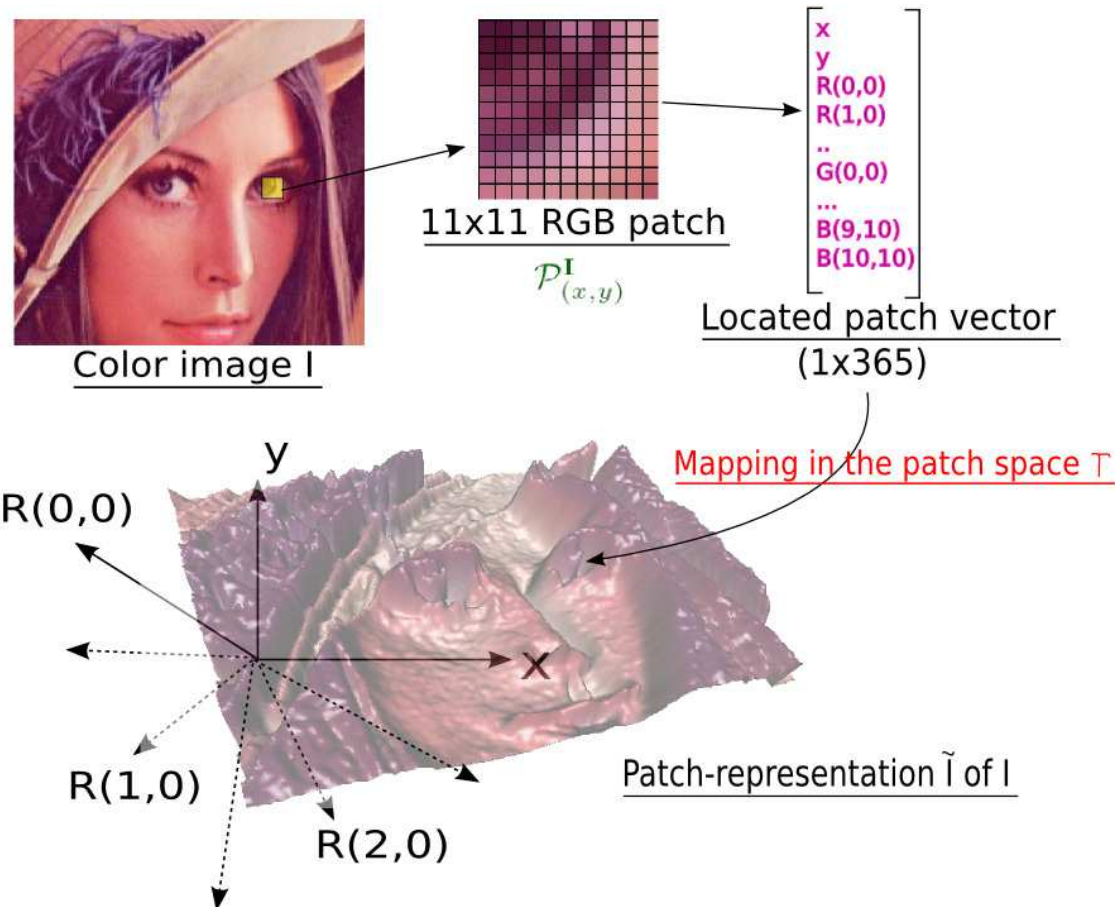 x
y
R(0,0)
R(1,0)
..
G(0,0)
...
B(9,10)
B(10,10)
11x11 RGB patch
𝒫^I_(x,y)
Color image I
Located patch vector
(1x365)
Mapping in the patch space Γ
y
R(0,0)
x
R(1,0)
R(2,0)
Patch-representation Ĩ of I